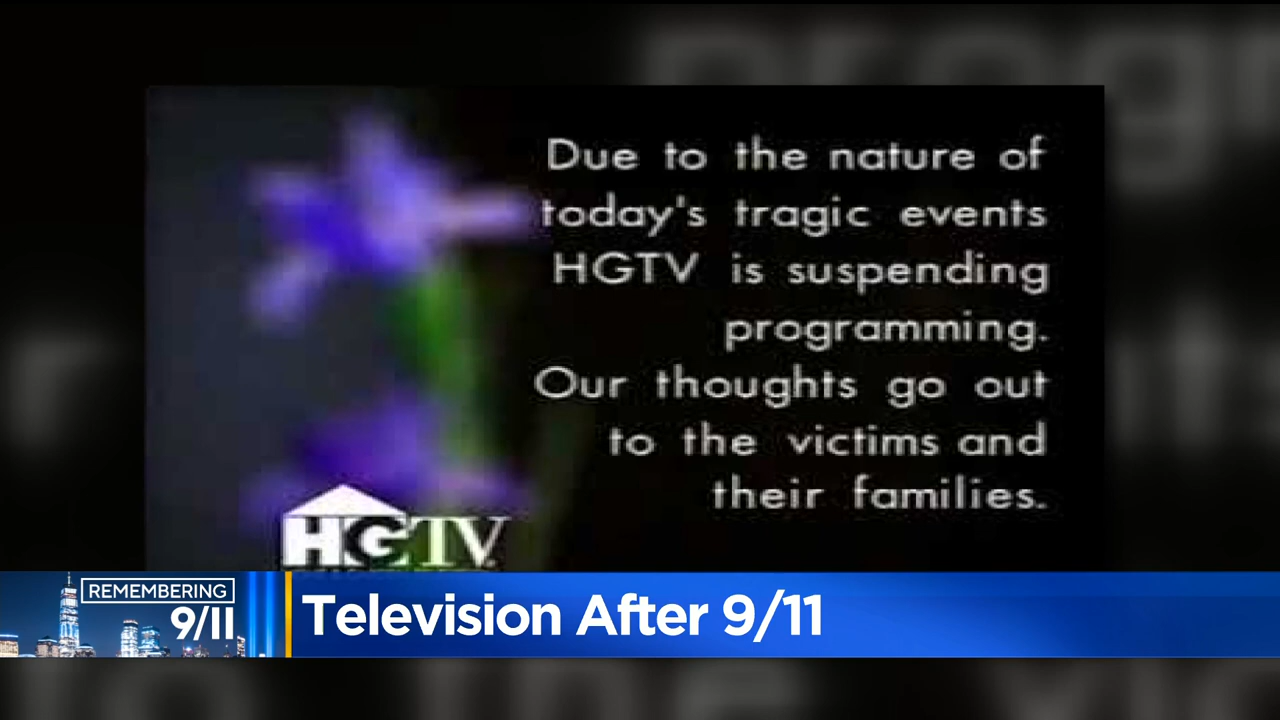 Due to the nature of
today's tragic events
HGTV is suspending
programming.
Our thoughts go out
to the victims and
their families.
HGTV
REMEMBERING
9/11
Television After 9/11